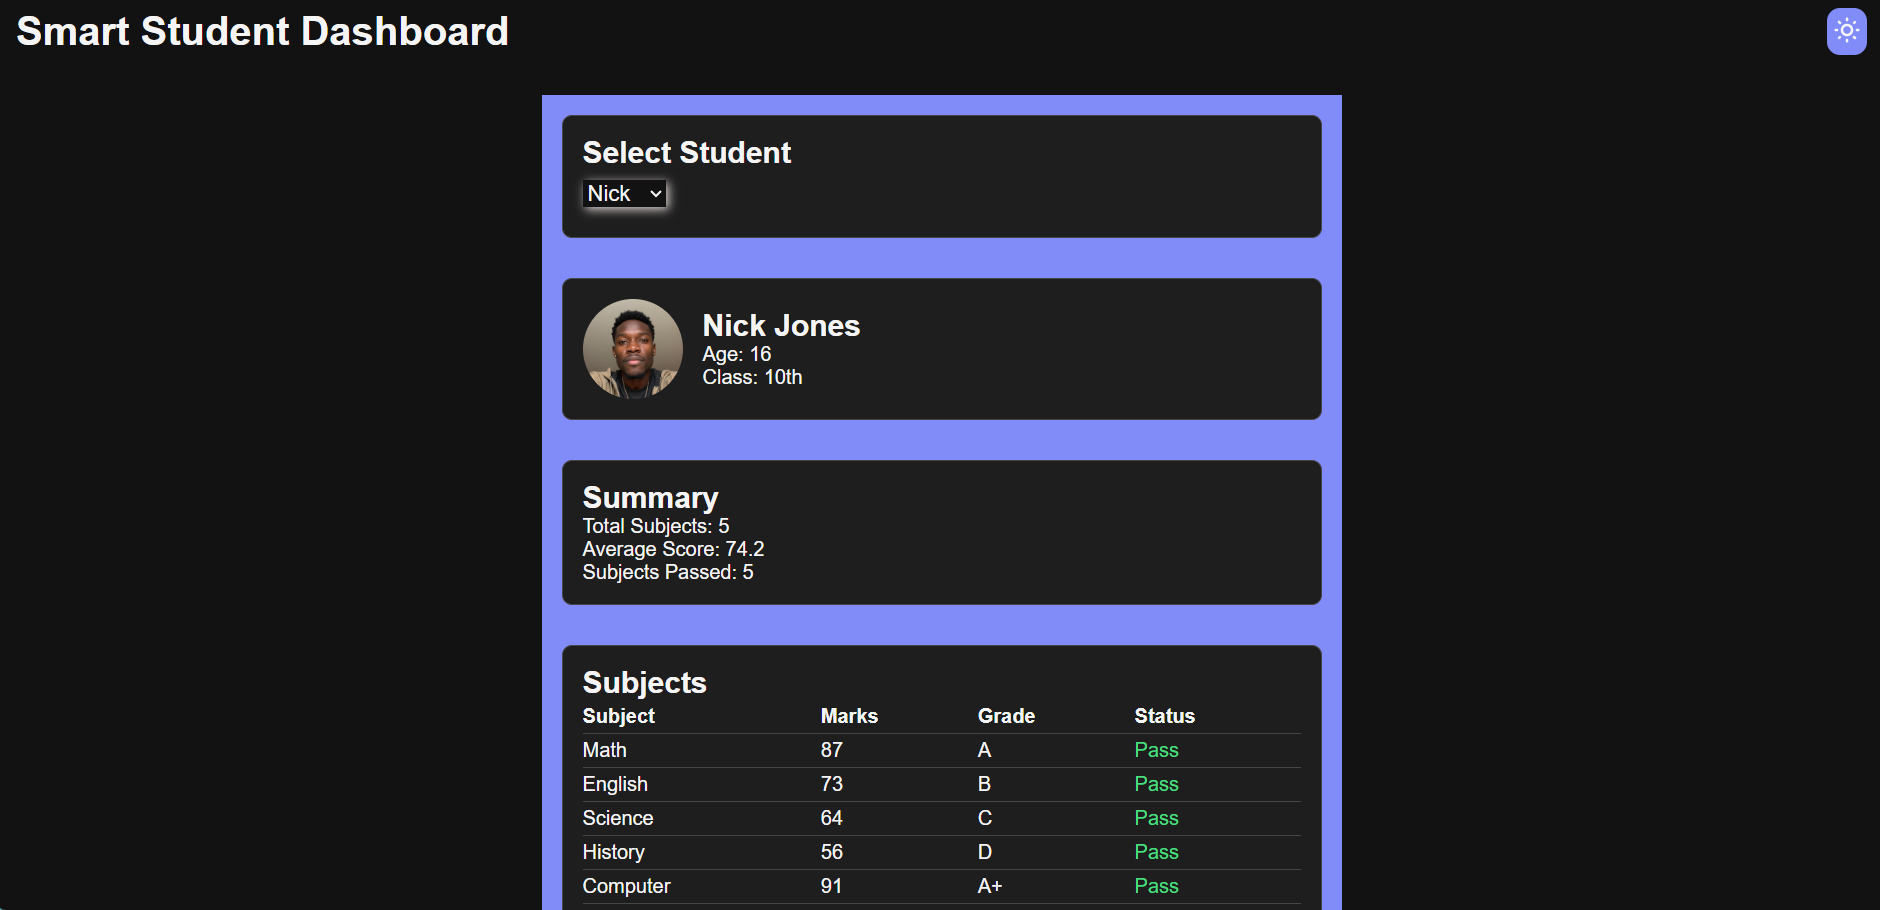 Smart Student Dashboard
Select Student
Nick
Nick Jones
Age: 16
Class: 10th
Summary
Total Subjects: 5
Average Score: 74.2
Subjects Passed: 5
Subjects
Subject Marks Grade Status
Math 87 A Pass
English 73 B Pass
Science 64 C Pass
History 56 D Pass
Computer 91 A+ Pass